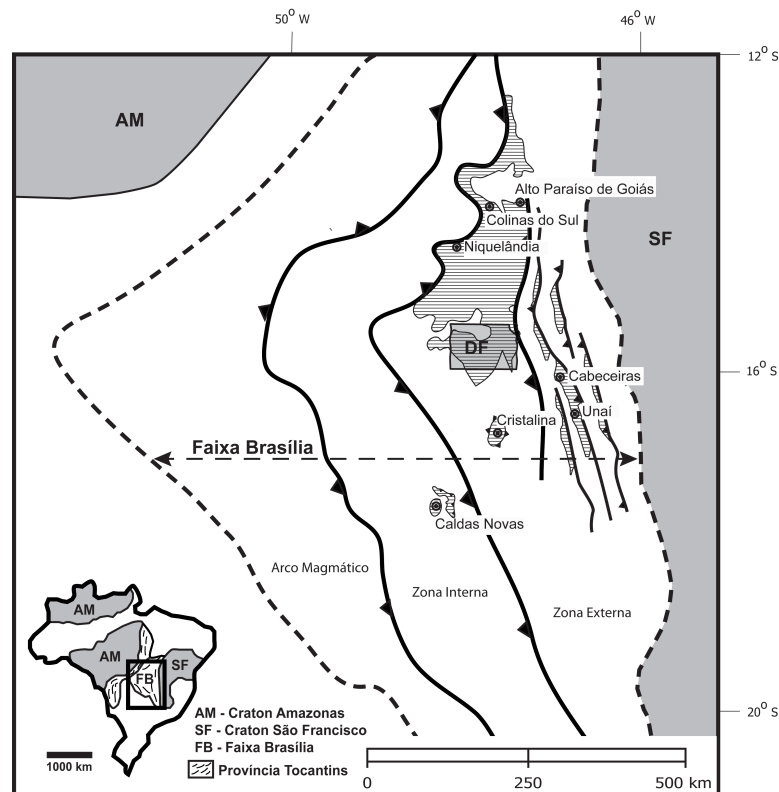 50° W
46° W
12° S
AM
Alto Paraíso de Goiás
Colinas do Sul
SF
Niquelândia
DF
16° S
Cabeceiras
Unaí
Cristalina
Faixa Brasília
Caldas Novas
Arco Magmático
Zona Interna
Zona Externa
AM
AM
SF
FB
20° S
AM - Craton Amazonas
SF - Craton São Francisco
FB - Faixa Brasília
Província Tocantins
1000 km
0
250
500 km